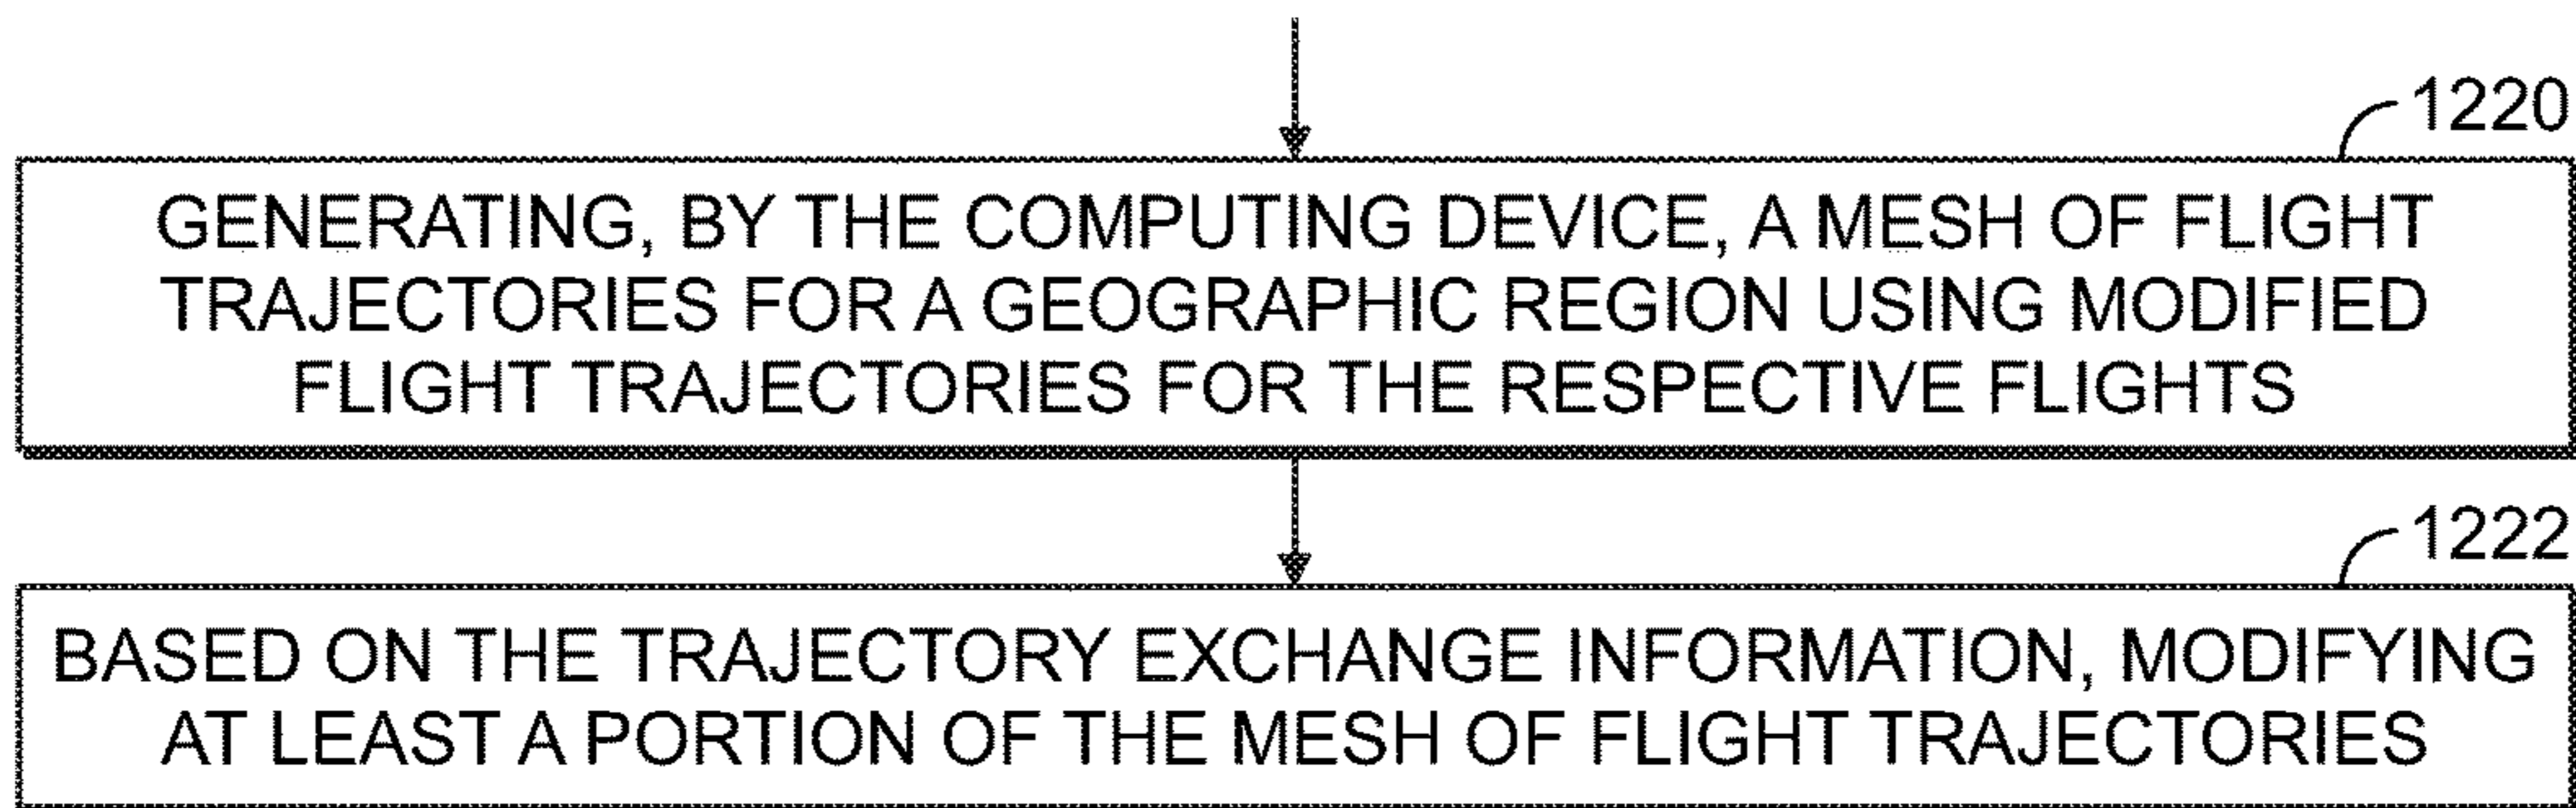 1220
GENERATING, BY THE COMPUTING DEVICE, A MESH OF FLIGHT
TRAJECTORIES FOR A GEOGRAPHIC REGION USING MODIFIED
FLIGHT TRAJECTORIES FOR THE RESPECTIVE FLIGHTS
1222
BASED ON THE TRAJECTORY EXCHANGE INFORMATION, MODIFYING
AT LEAST A PORTION OF THE MESH OF FLIGHT TRAJECTORIES